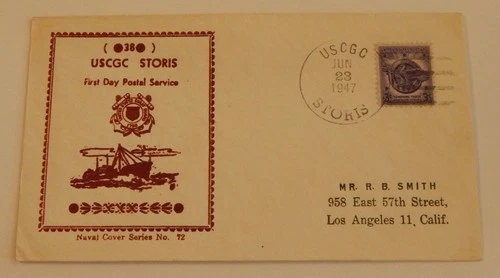 ( ●38● )
USCGC STORIS
First Day Postal Service
Naval Cover Series No. 72
USCGC
JUN
23
1947
STORIS
MR. R. B. SMITH
958 East 57th Street,
Los Angeles 11, Calif.